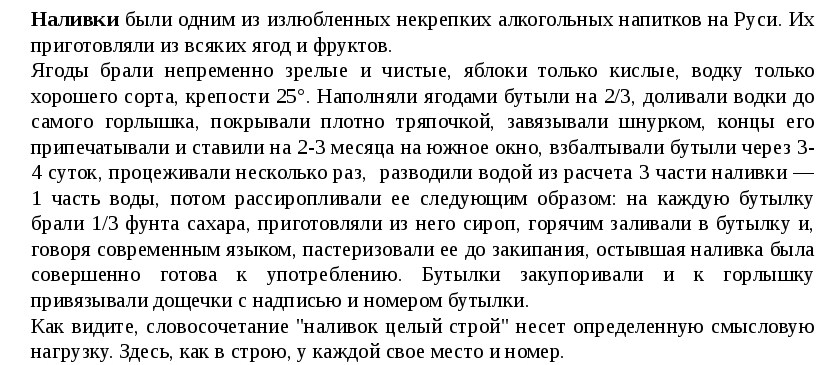 Наливки были одним из излюбленных некрепких алкогольных напитков на Руси. Их
приготовляли из всяких ягод и фруктов.
Ягоды брали непременно зрелые и чистые, яблоки только кислые, водку только
хорошего сорта, крепости 25°. Наполняли ягодами бутыли на 2/3, доливали водки до
самого горлышка, покрывали плотно тряпочкой, завязывали шнурком, концы его
припечатывали и ставили на 2-3 месяца на южное окно, взбалтывали бутыли через 3-
4 суток, процеживали несколько раз,  разводили водой из расчета 3 части наливки —
1 часть воды, потом рассиропливали ее следующим образом: на каждую бутылку
брали 1/3 фунта сахара, приготовляли из него сироп, горячим заливали в бутылку и,
говоря современным языком, пастеризовали ее до закипания, остывшая наливка была
совершенно готова к употреблению. Бутылки закупоривали и к горлышку
привязывали дощечки с надписью и номером бутылки.
Как видите, словосочетание "наливок целый строй" несет определенную смысловую
нагрузку. Здесь, как в строю, у каждой свое место и номер.